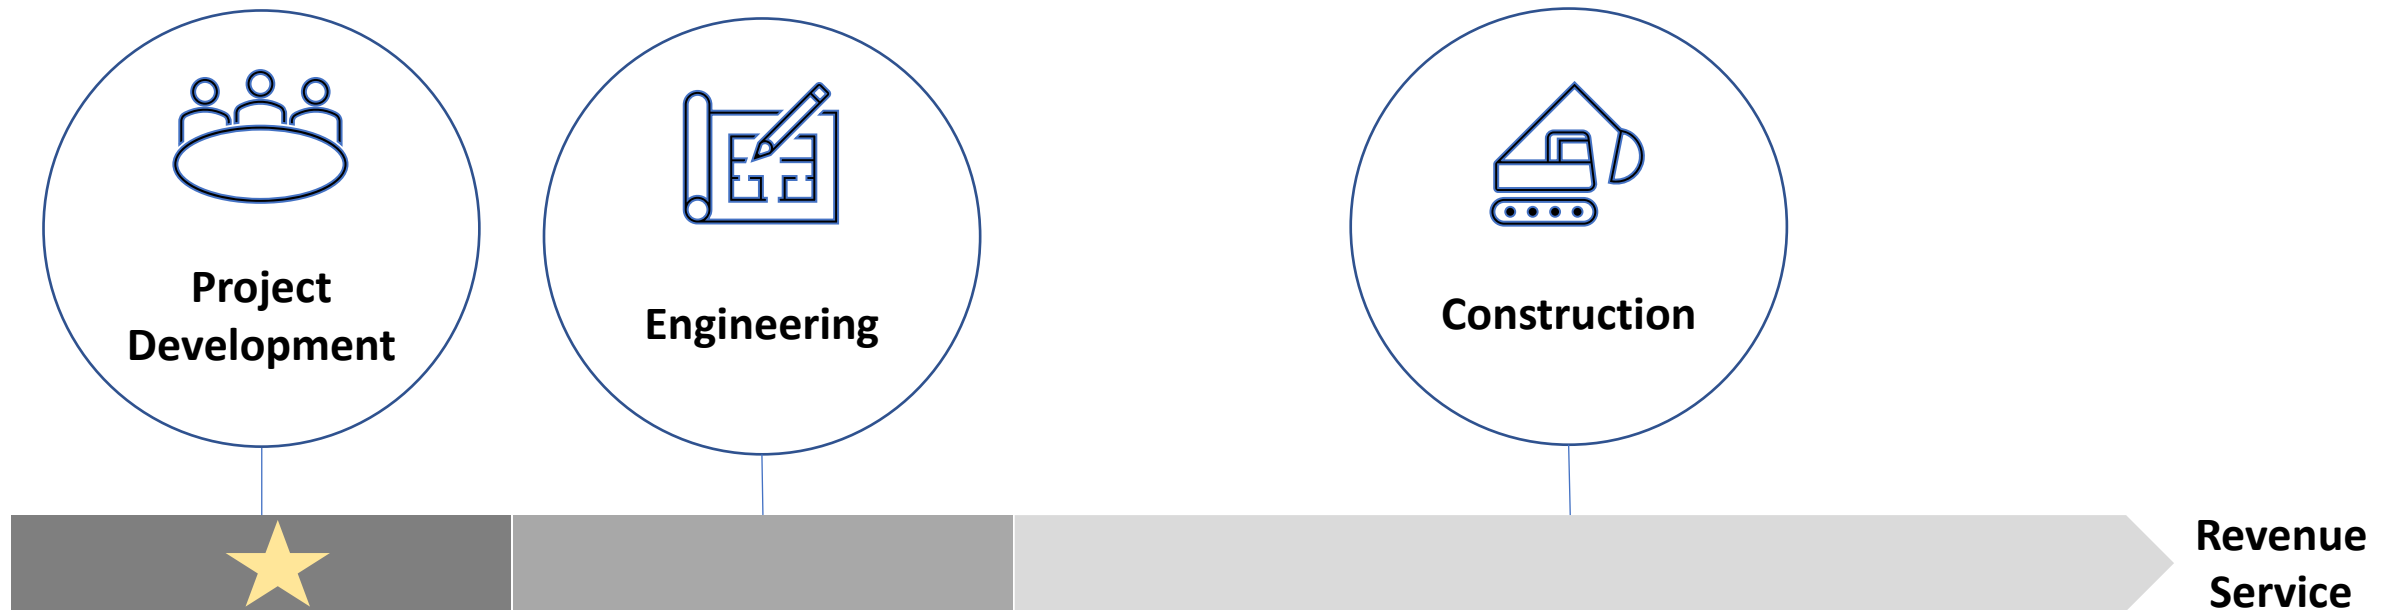 Project
Development
Engineering
Construction
Revenue
Service